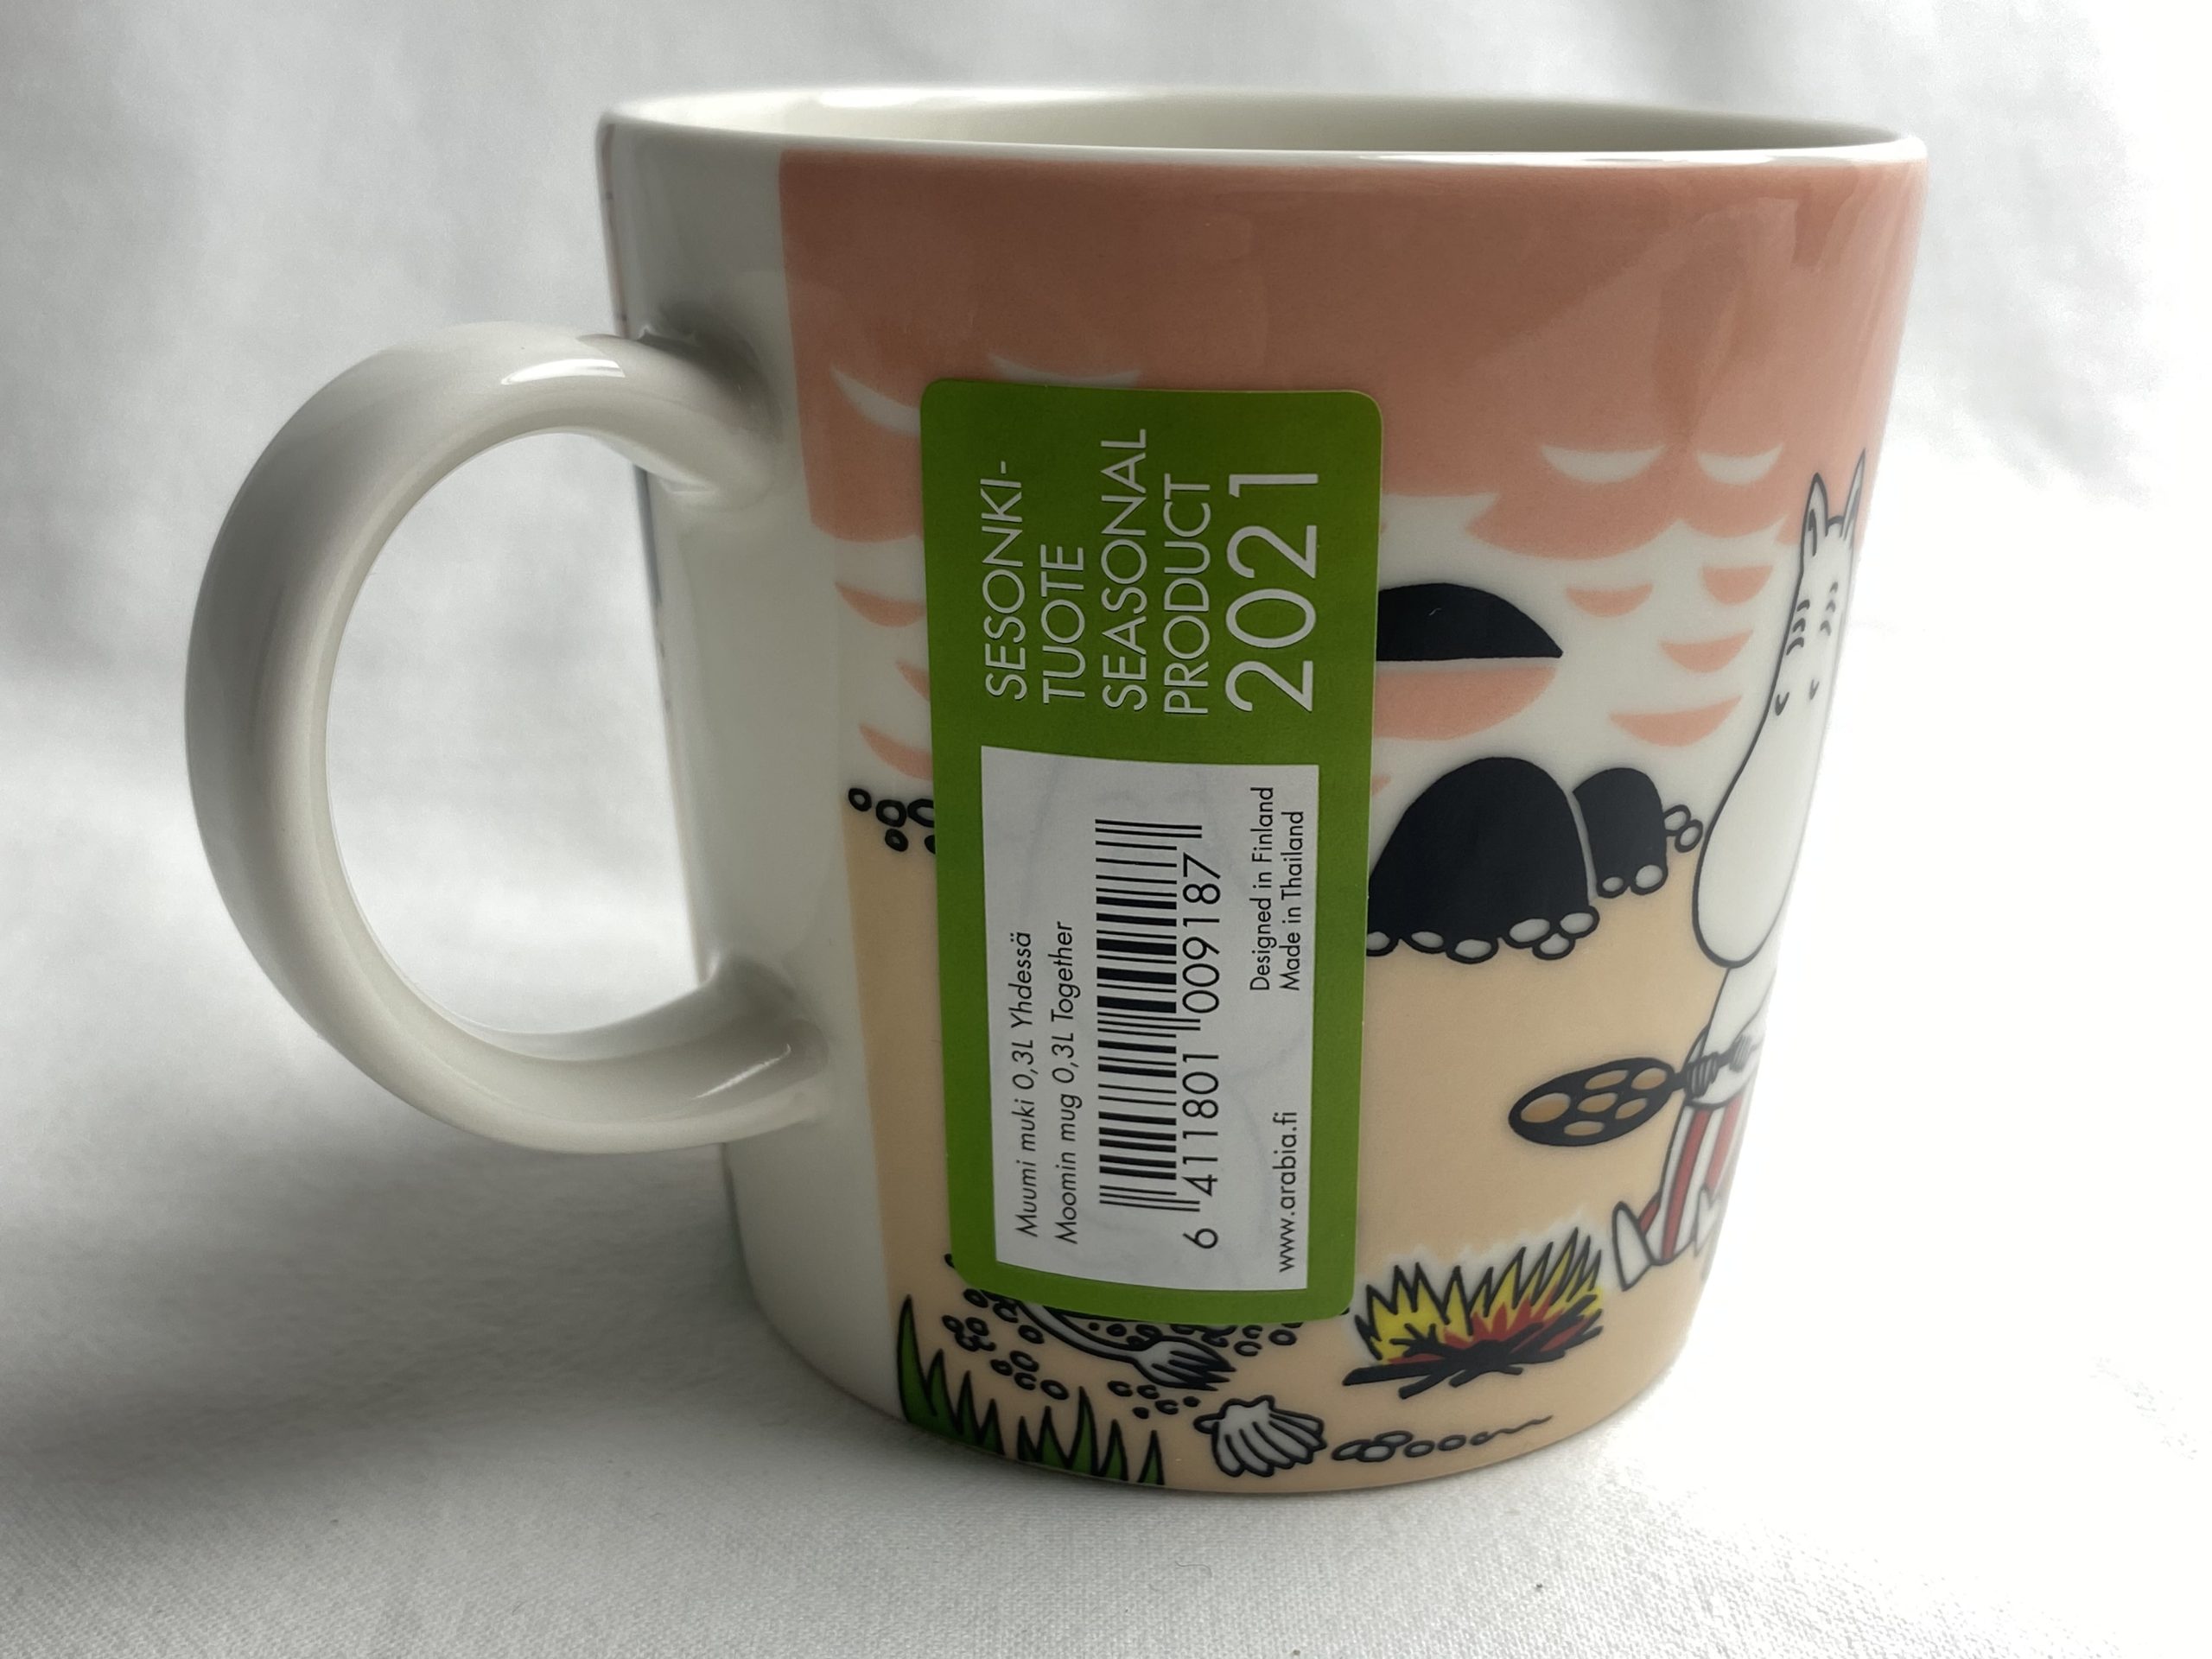 SESONKI-
TUOTE
SEASONAL
PRODUCT
2021
Muumi muki 0,3L Yhdessä
Moomin mug 0,3L Together
6 411801 009187
www.arabia.fi
Designed in Finland
Made in Thailand